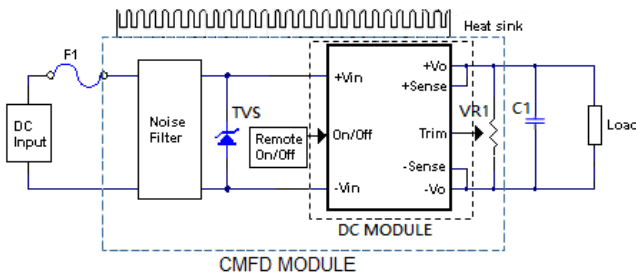 Heat sink
F1
DC
Input
Noise
Filter
TVS
Remote
On/Off
+Vin
On/Off
-Vin
+Vo
+Sense
Trim
-Sense
-Vo
VR1
C1
Load
DC MODULE
CMFD MODULE